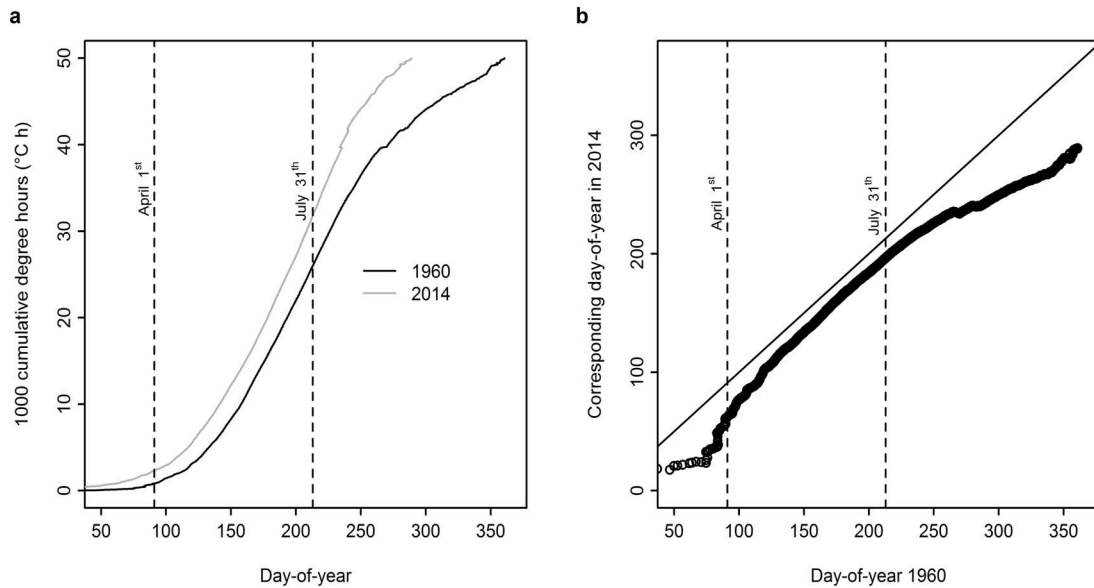 a
1000 cumulative degree hours (°C h)
50
40
30
20
10
0
April 1st
July 31th
1960
2014
50 100 150 200 250 300 350
Day-of-year
b
Corresponding day-of-year in 2014
300
200
100
0
April 1st
July 31th
50 100 150 200 250 300 350
Day-of-year 1960